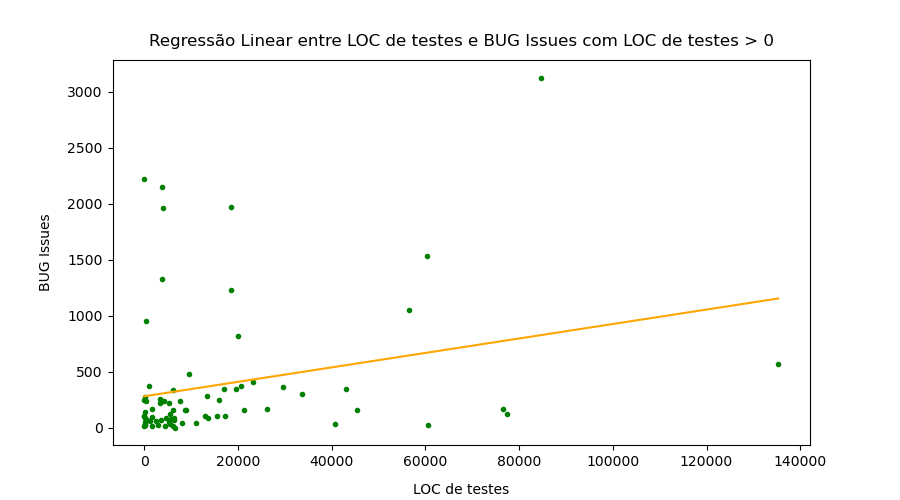 Regressão Linear entre LOC de testes e BUG Issues com LOC de testes > 0
3000
2500
2000
1500
1000
500
0
BUG Issues
0 20000 40000 60000 80000 100000 120000 140000
LOC de testes